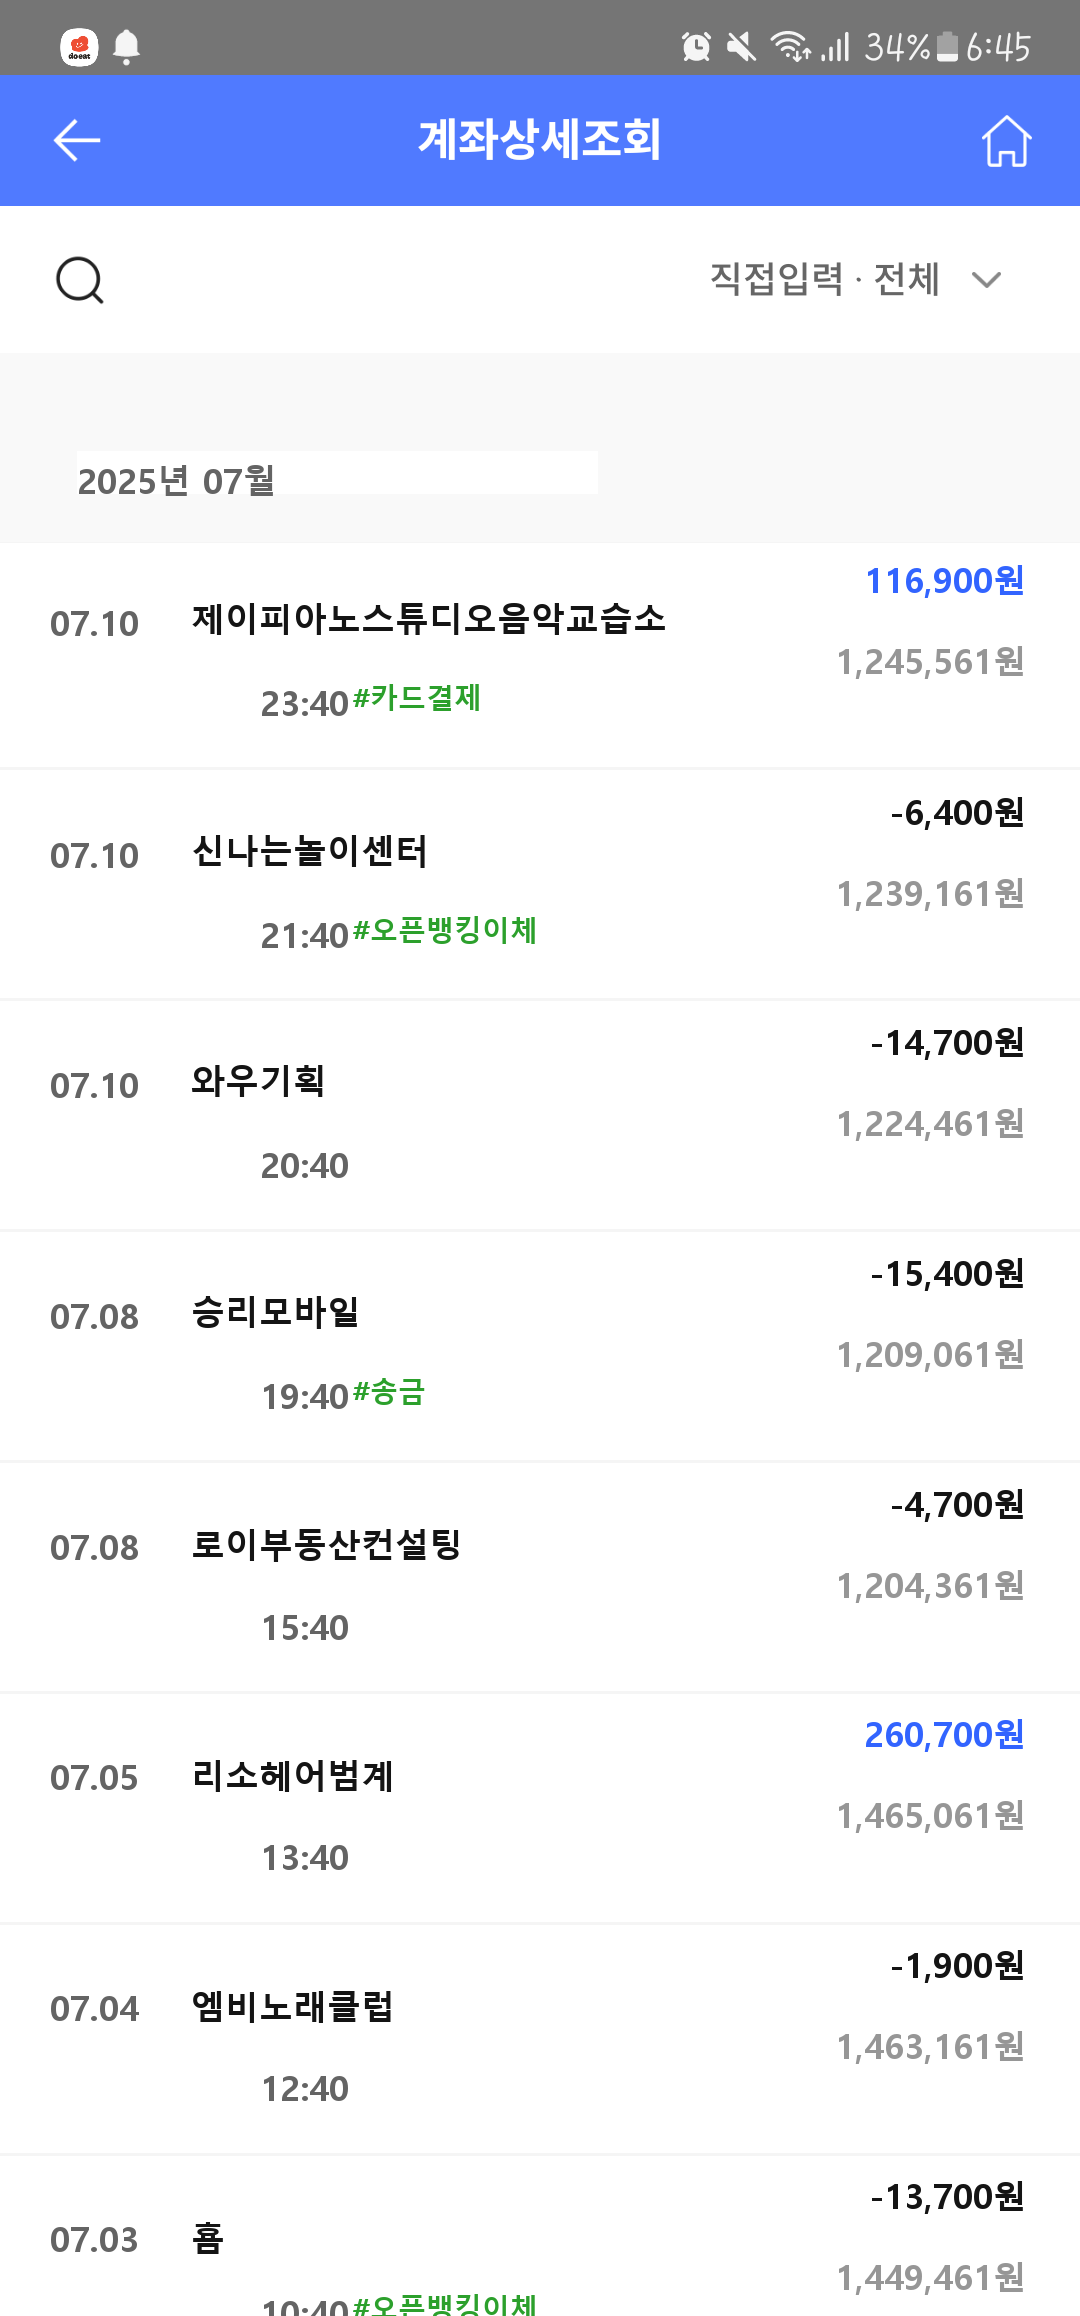 doeat
34% 6:45
계좌상세조회
직접입력 · 전체
2025년 07월
116,900원
07.10 제이피아노스튜디오음악교습소
1,245,561원
23:40 #카드결제
-6,400원
07.10 신나는놀이센터
1,239,161원
21:40 #오픈뱅킹이체
-14,700원
07.10 와우기획
1,224,461원
20:40
-15,400원
07.08 승리모바일
1,209,061원
19:40 #송금
-4,700원
07.08 로이부동산컨설팅
1,204,361원
15:40
260,700원
07.05 리소헤어범계
1,465,061원
13:40
-1,900원
07.04 엠비노래클럽
1,463,161원
12:40
-13,700원
07.03 홈
1,449,461원
10:40 #오픈뱅킹이체